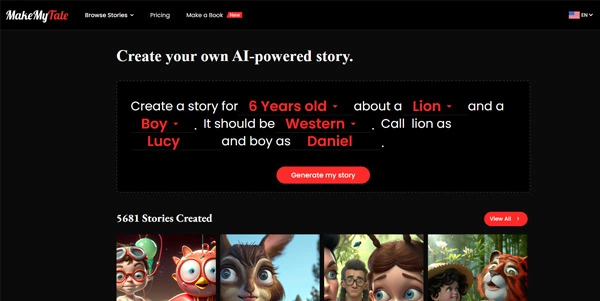 MakeMyTale Browse Stories Pricing Make a Book New EN
Create your own AI-powered story.
Create a story for 6 Years old about a Lion and a
Boy . It should be Western . Call lion as
Lucy and boy as Daniel .
Generate my story
5681 Stories Created View All